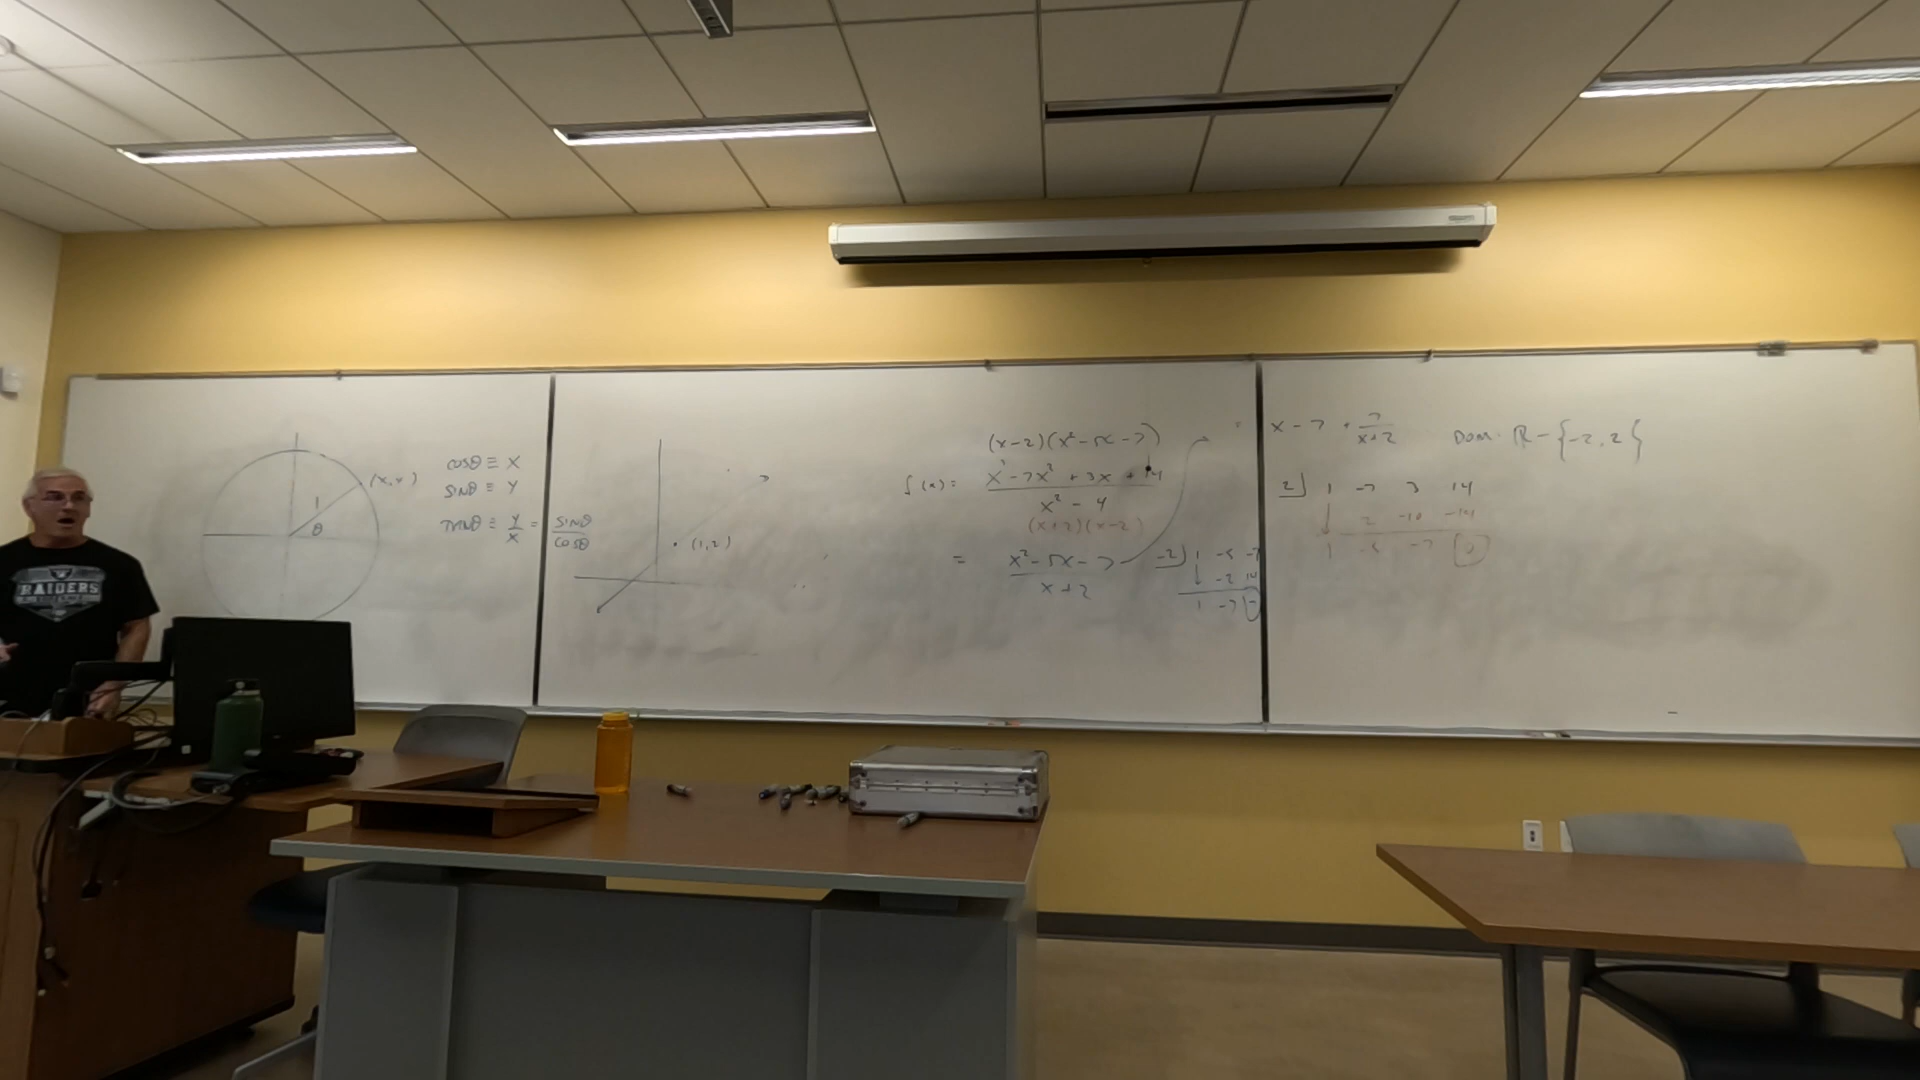 RAIDERS
(x,y)
1
θ
cosθ ≡ x
sinθ ≡ y
tanθ ≡ y/x = sinθ/cosθ
(1,2)
(x-2)(x²-5x-7)
f(x) = x³-7x²+3x+14
x²-4
(x+2)(x-2)
= x²-5x-7
x+2
-2 | 1 -5 -7
-2 14
1 -7
= x-7 + 7/(x+2)
Dom: ℝ-{-2,2}
2 | 1 -7 3 14
2 -10 -14
1 -5 -7 0